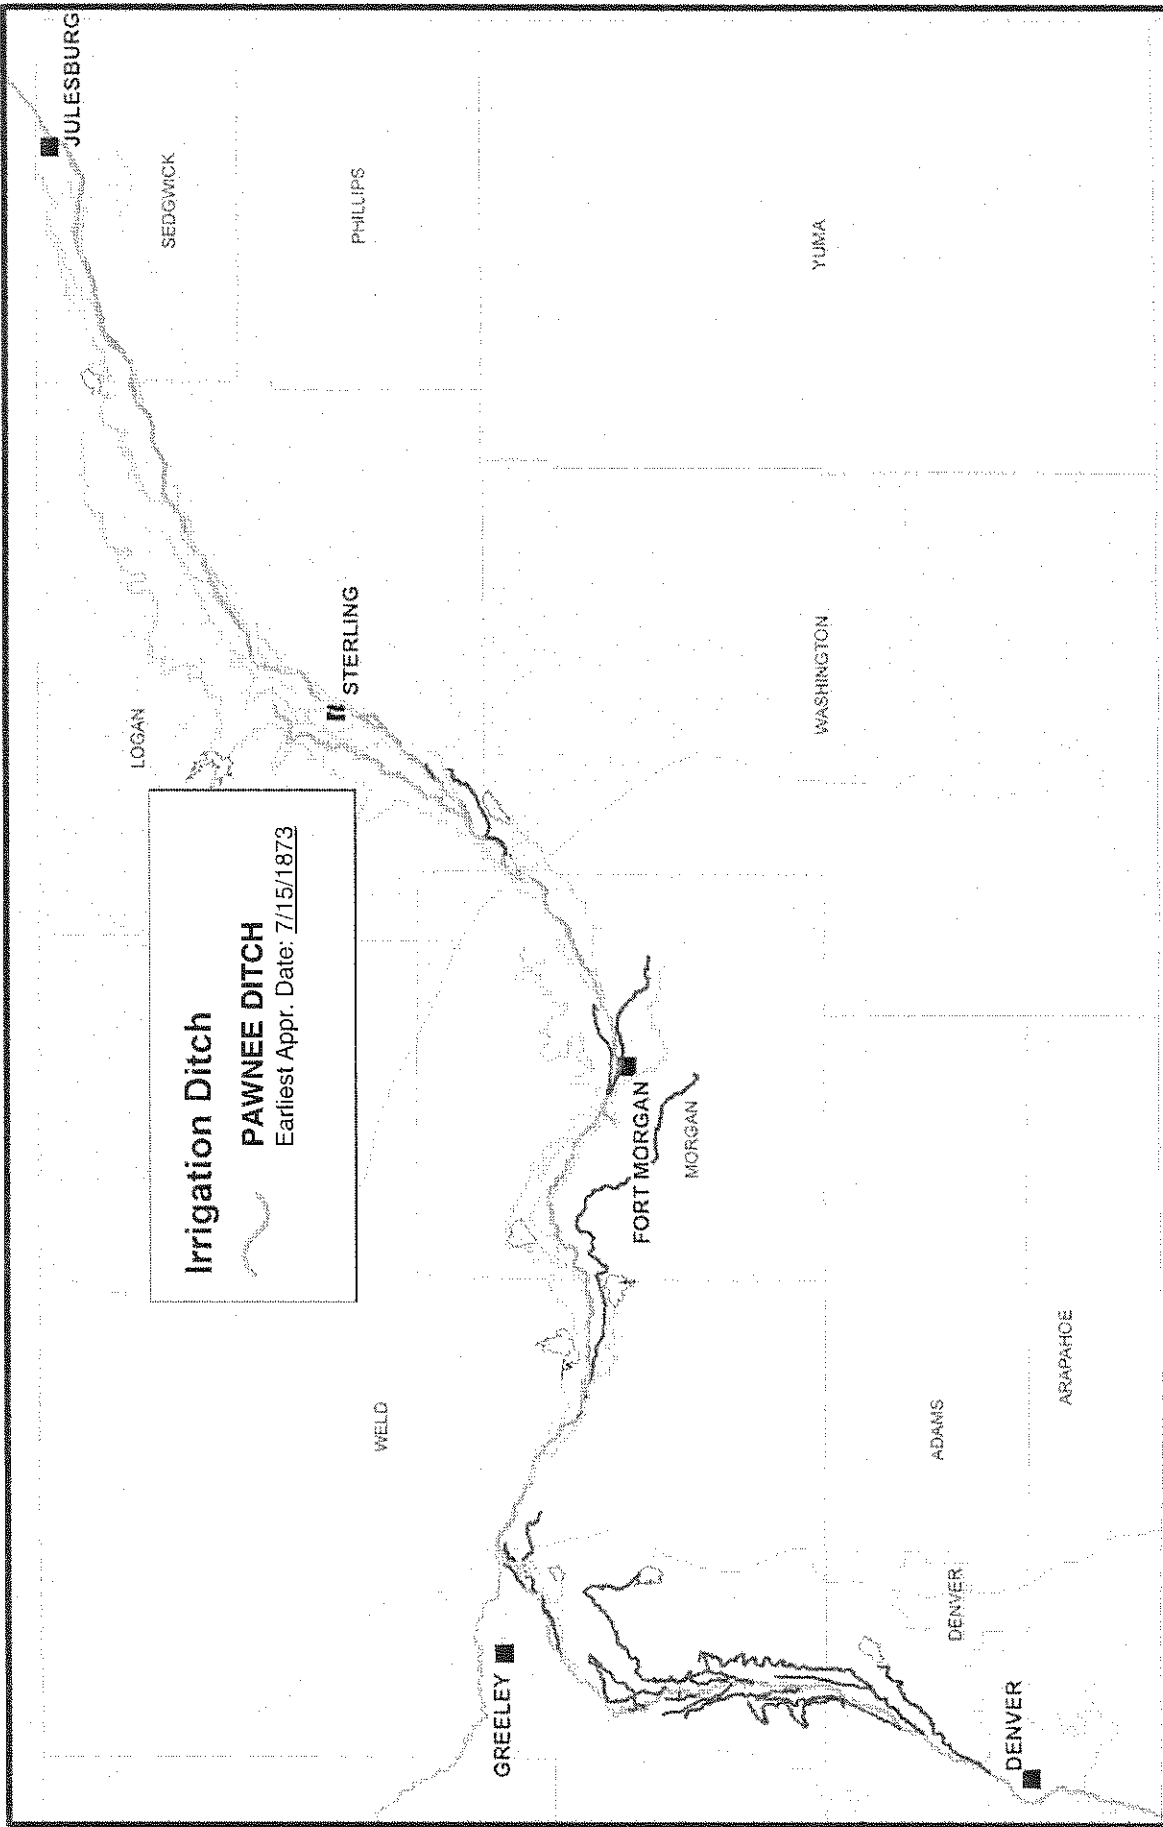 Irrigation Ditch
PAWNEE DITCH
Earliest Appr. Date: 7/15/1873
JULESBURG
SEDGWICK
PHILLIPS
YUMA
LOGAN
STERLING
WASHINGTON
FORT MORGAN
MORGAN
WELD
GREELEY
ADAMS
ARAPAHOE
DENVER
DENVER